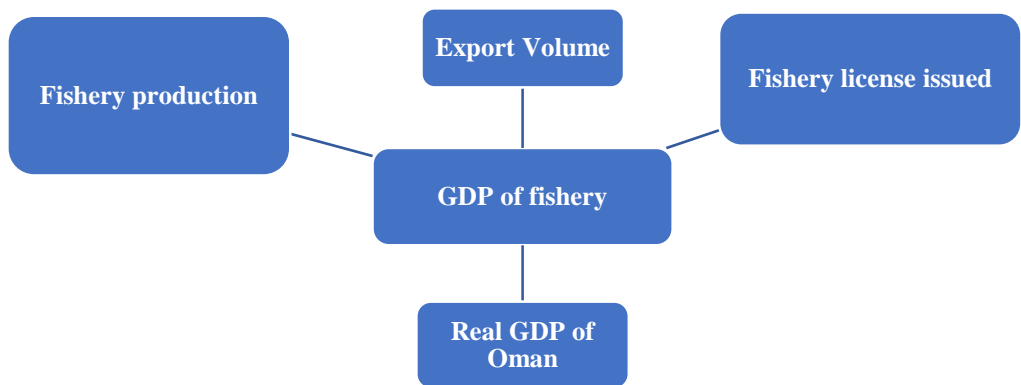 Export Volume
Fishery production
Fishery license issued
GDP of fishery
Real GDP of
Oman